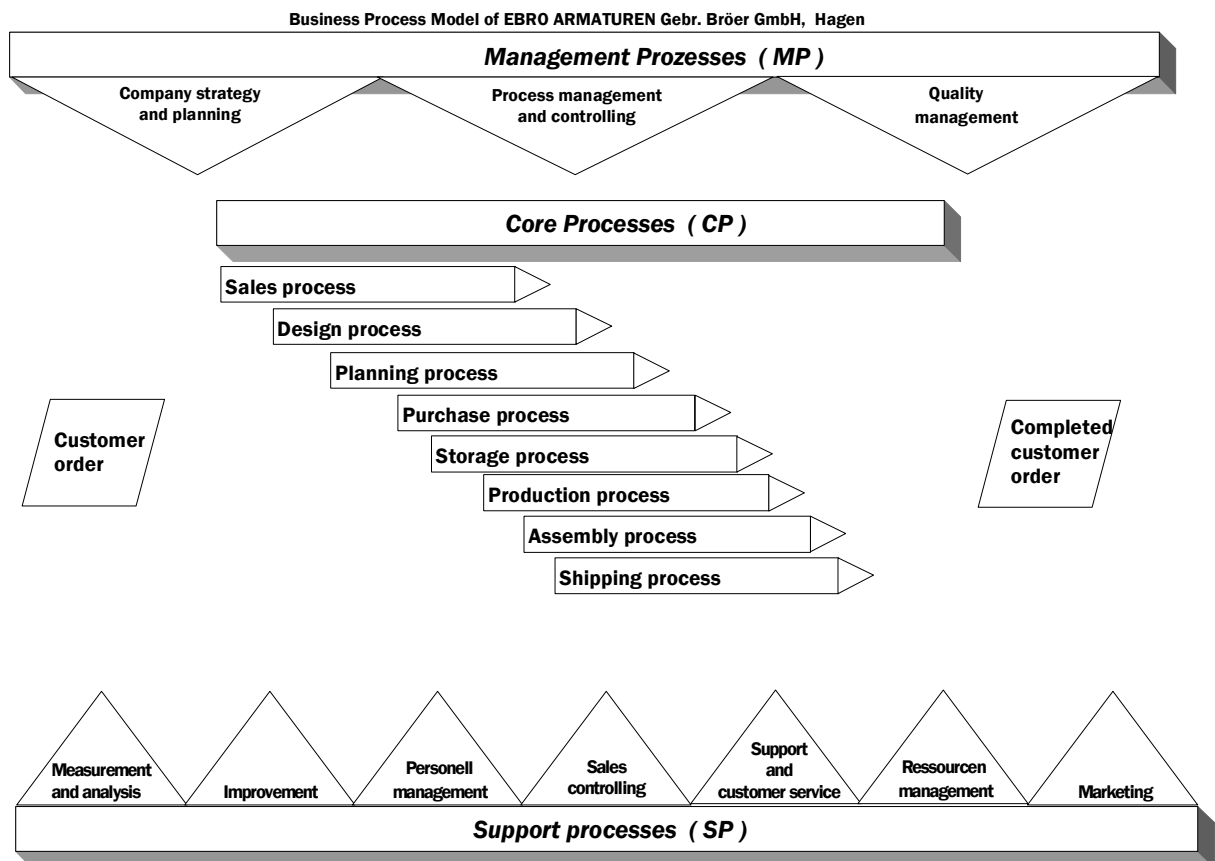 Business Process Model of EBRO ARMATUREN Gebr. Bröer GmbH, Hagen
Management Prozesses ( MP )
Company strategy
and planning
Process management
and controlling
Quality
management
Core Processes ( CP )
Sales process
Design process
Planning process
Purchase process
Storage process
Production process
Assembly process
Shipping process
Customer
order
Completed
customer
order
Measurement
and analysis
Improvement
Personell
management
Sales
controlling
Support
and
customer service
Ressourcen
management
Marketing
Support processes ( SP )